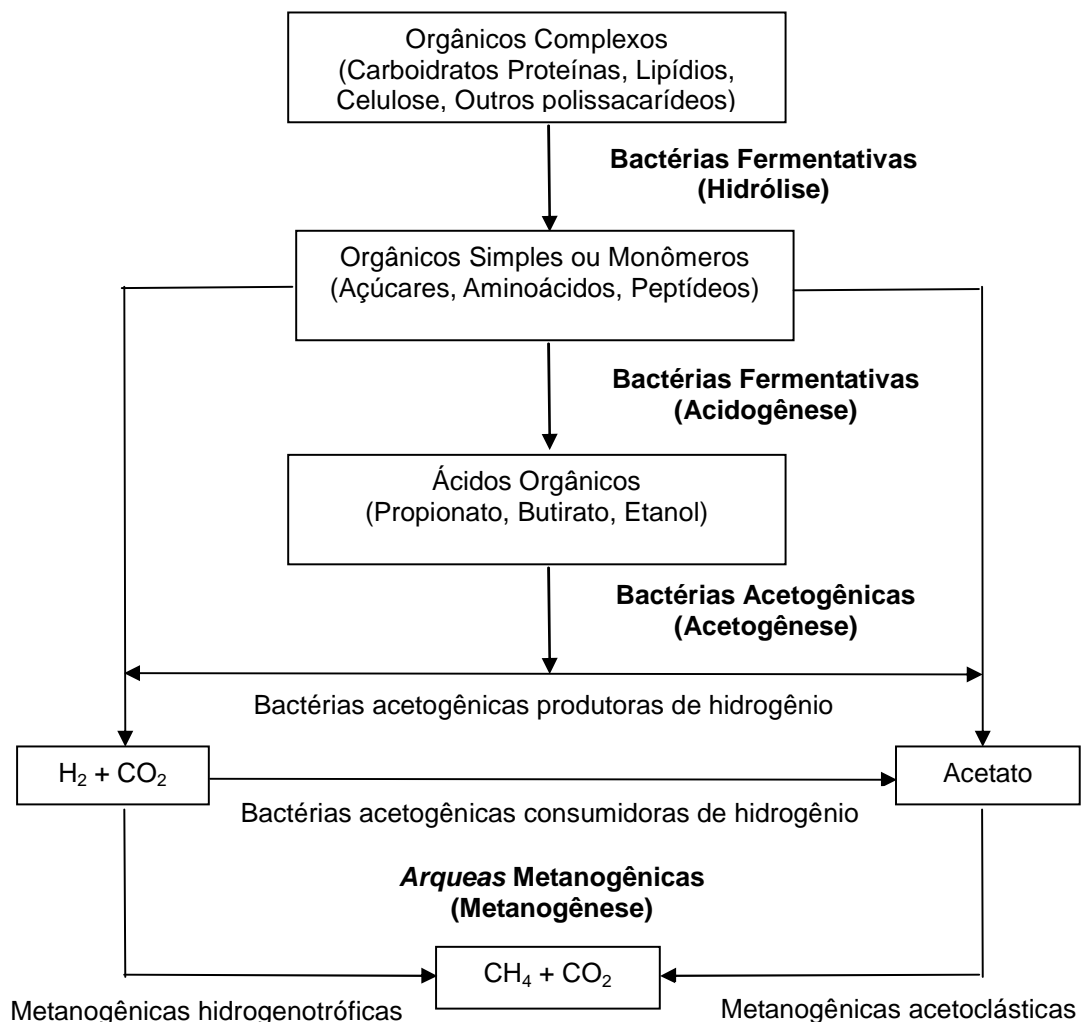 Orgânicos Complexos
(Carboidratos Proteínas, Lipídios,
Celulose, Outros polissacarídeos)
Bactérias Fermentativas
(Hidrólise)
Orgânicos Simples ou Monômeros
(Açúcares, Aminoácidos, Peptídeos)
Bactérias Fermentativas
(Acidogênese)
Ácidos Orgânicos
(Propionato, Butirato, Etanol)
Bactérias Acetogênicas
(Acetogênese)
Bactérias acetogênicas produtoras de hidrogênio
H₂ + CO₂
Acetato
Bactérias acetogênicas consumidoras de hidrogênio
Arqueas Metanogênicas
(Metanogênese)
CH₄ + CO₂
Metanogênicas hidrogenotróficas
Metanogênicas acetoclásticas